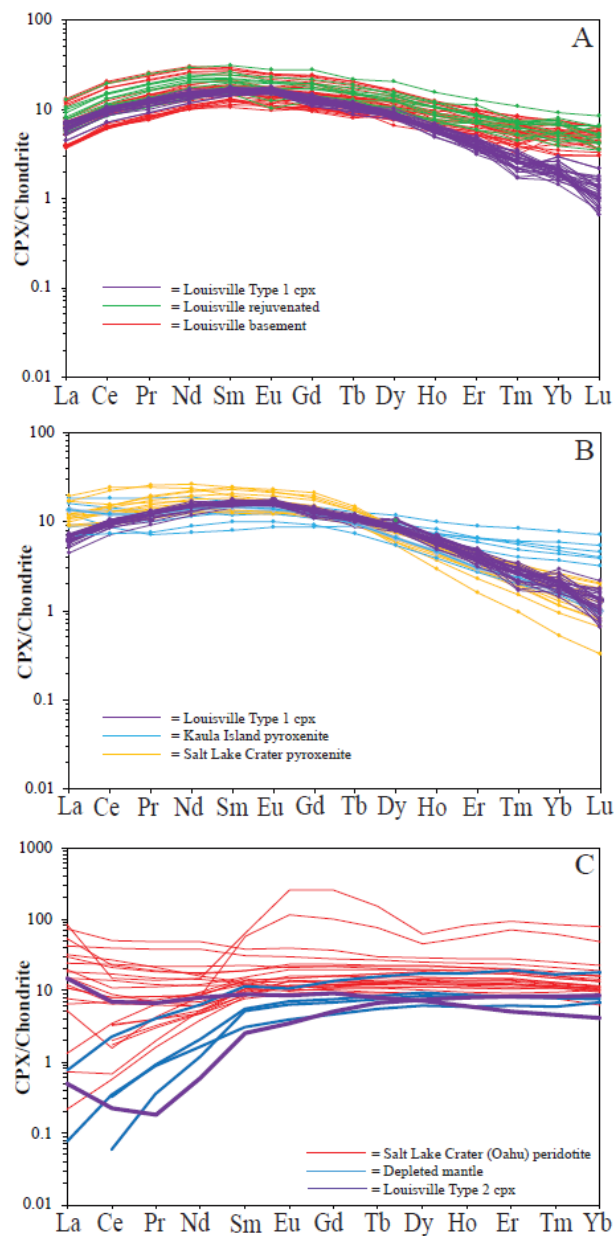 A
CPX/Chondrite
100
10
1
0.1
0.01
= Louisville Type 1 cpx
= Louisville rejuvenated
= Louisville basement
La Ce Pr Nd Sm Eu Gd Tb Dy Ho Er Tm Yb Lu
B
CPX/Chondrite
100
10
1
0.1
0.01
= Louisville Type 1 cpx
= Kaula Island pyroxenite
= Salt Lake Crater pyroxenite
La Ce Pr Nd Sm Eu Gd Tb Dy Ho Er Tm Yb Lu
C
CPX/Chondrite
1000
100
10
1
0.1
0.01
= Salt Lake Crater (Oahu) peridotite
= Depleted mantle
= Louisville Type 2 cpx
La Ce Pr Nd Sm Eu Gd Tb Dy Ho Er Tm Yb